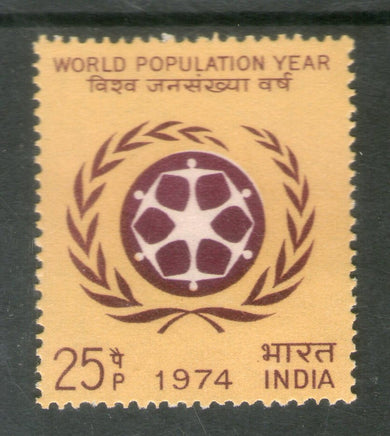 WORLD POPULATION YEAR
विश्व जनसंख्या वर्ष
25 पै P 1974 भारत INDIA